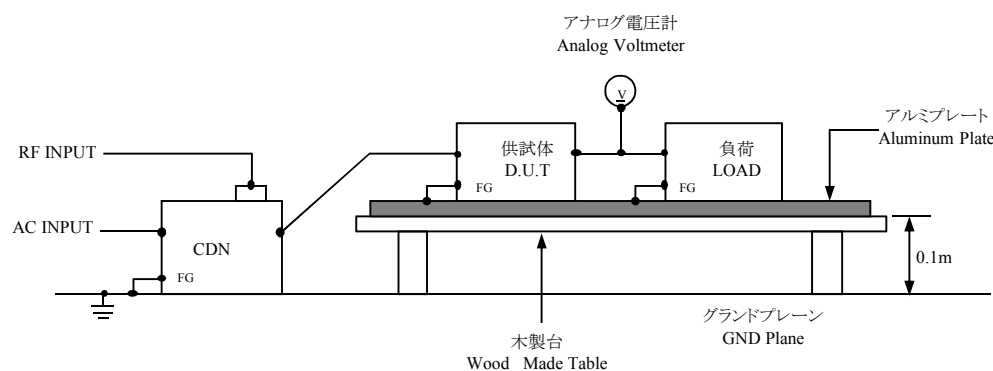 アナログ電圧計
Analog Voltmeter
V
アルミプレート
Aluminum Plate
RF INPUT
供試体
D.U.T
負荷
LOAD
FG
FG
AC INPUT
CDN
FG
0.1m
グランドプレーン
GND Plane
木製台
Wood Made Table